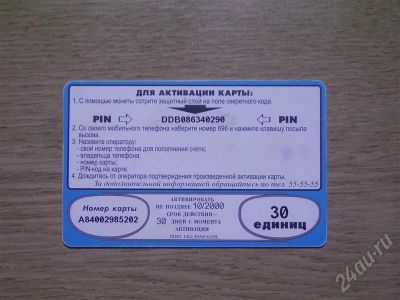 ДЛЯ АКТИВАЦИИ КАРТЫ:
1. С помощью монеты сотрите защитный слой на поле секретного кода.
PIN DDB086340290 PIN
2. Со своего мобильного телефона наберите номер 696 и нажмите клавишу посыла
вызова.
3. Назовите оператору:
- свой номер телефона для пополнения счета;
- владельца телефона;
- номер карты;
- PIN-код на карте.
4. Дождитесь от оператора подтверждения произведенной активации карты.
За дополнительной информацией обращайтесь по тел. 55-55-55
Номер карты
A84002985202
АКТИВИРОВАТЬ
НЕ ПОЗДНЕЕ 10/2000
СРОК ДЕЙСТВИЯ—
30 ДНЕЙ С МОМЕНТА
АКТИВАЦИИ
30
единиц
24au.ru